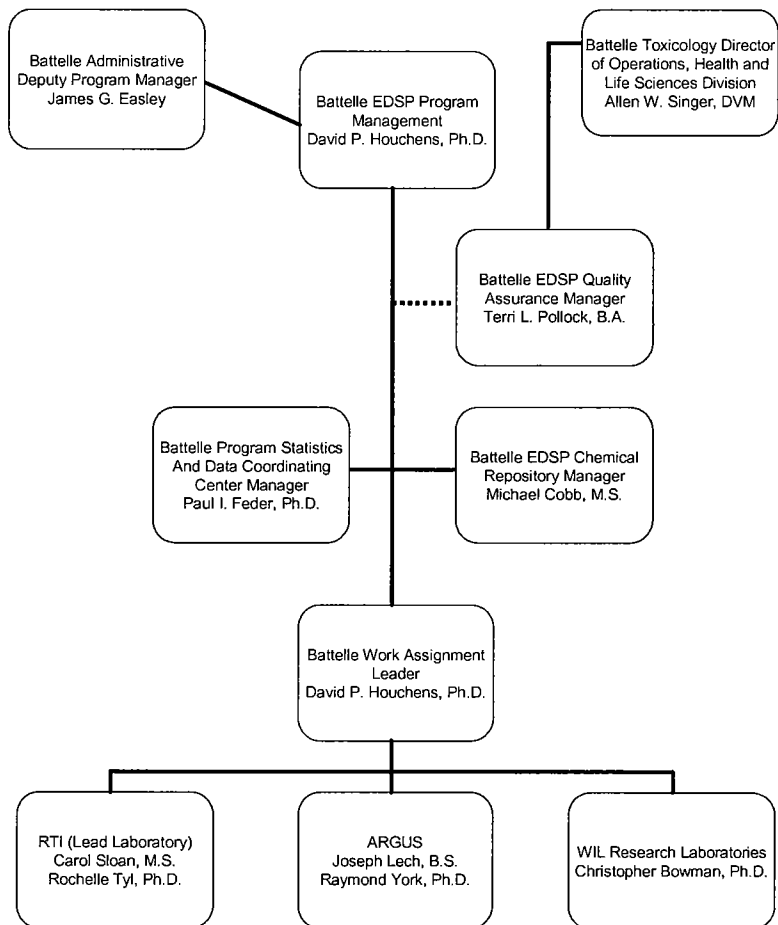 Battelle Administrative
Deputy Program Manager
James G. Easley
Battelle EDSP Program
Management
David P. Houchens, Ph.D.
Battelle Toxicology Director
of Operations, Health and
Life Sciences Division
Allen W. Singer, DVM
Battelle EDSP Quality
Assurance Manager
Terri L. Pollock, B.A.
Battelle Program Statistics
And Data Coordinating
Center Manager
Paul I. Feder, Ph.D.
Battelle EDSP Chemical
Repository Manager
Michael Cobb, M.S.
Battelle Work Assignment
Leader
David P. Houchens, Ph.D.
RTI (Lead Laboratory)
Carol Sloan, M.S.
Rochelle Tyl, Ph.D.
ARGUS
Joseph Lech, B.S.
Raymond York, Ph.D.
WIL Research Laboratories
Christopher Bowman, Ph.D.